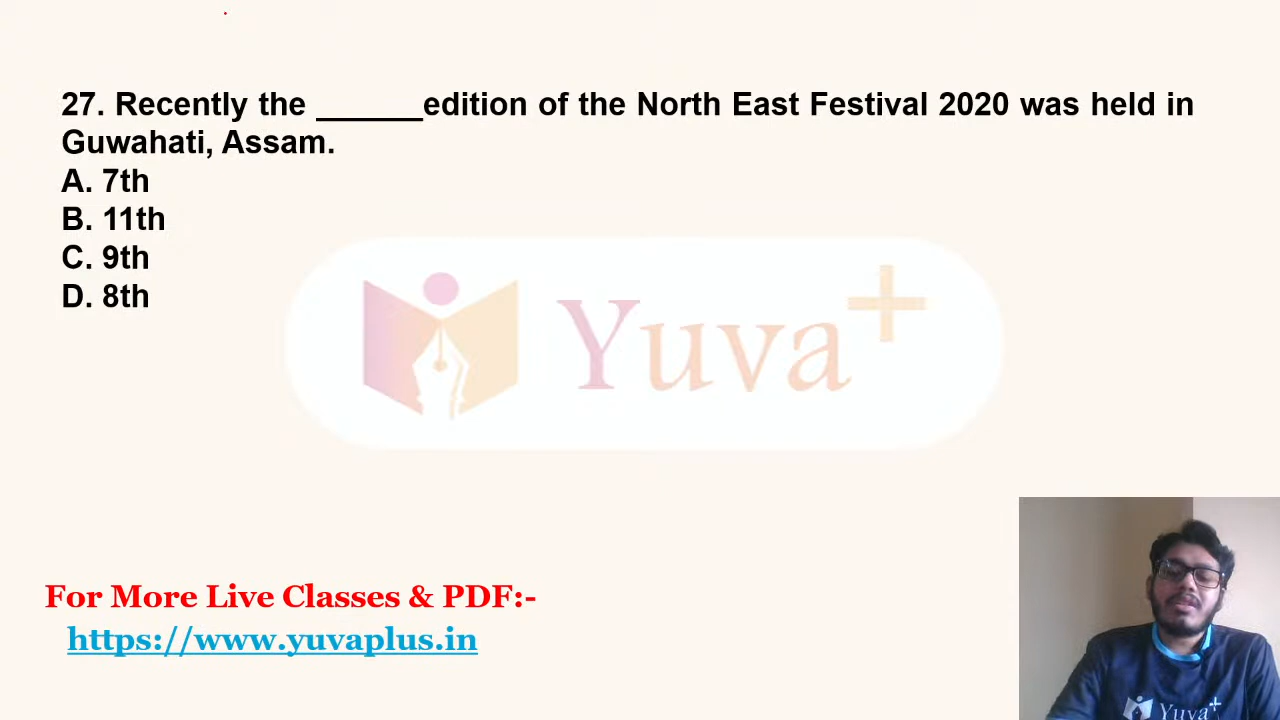 27. Recently the ______edition of the North East Festival 2020 was held in
Guwahati, Assam.
A. 7th
B. 11th
C. 9th
D. 8th
Yuva+
For More Live Classes & PDF:-
https://www.yuvaplus.in
Yuva+